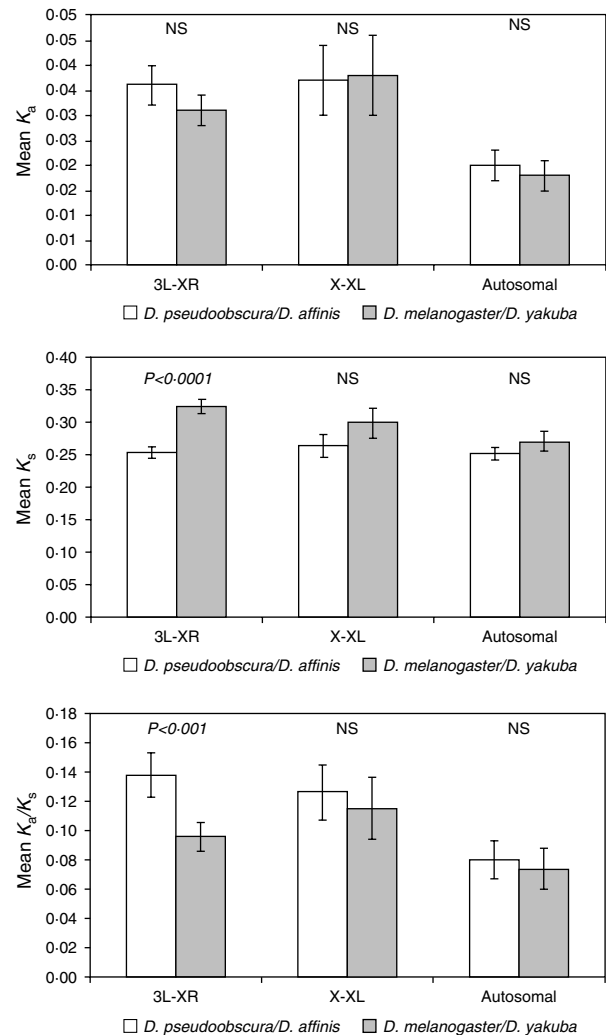 0·05
0·05
0·04
0·04
0·03
0·03
0·02
0·02
0·01
0·01
0·00
Mean Ka
NS NS NS
3L-XR X-XL Autosomal
D. pseudoobscura/D. affinis D. melanogaster/D. yakuba
0·40
0·35
0·30
0·25
0·20
0·15
0·10
0·05
0·00
Mean Ks
P<0·0001 NS NS
3L-XR X-XL Autosomal
D. pseudoobscura/D. affinis D. melanogaster/D. yakuba
0·18
0·16
0·14
0·12
0·10
0·08
0·06
0·04
0·02
0·00
Mean Ka/Ks
P<0·001 NS NS
3L-XR X-XL Autosomal
D. pseudoobscura/D. affinis D. melanogaster/D. yakuba